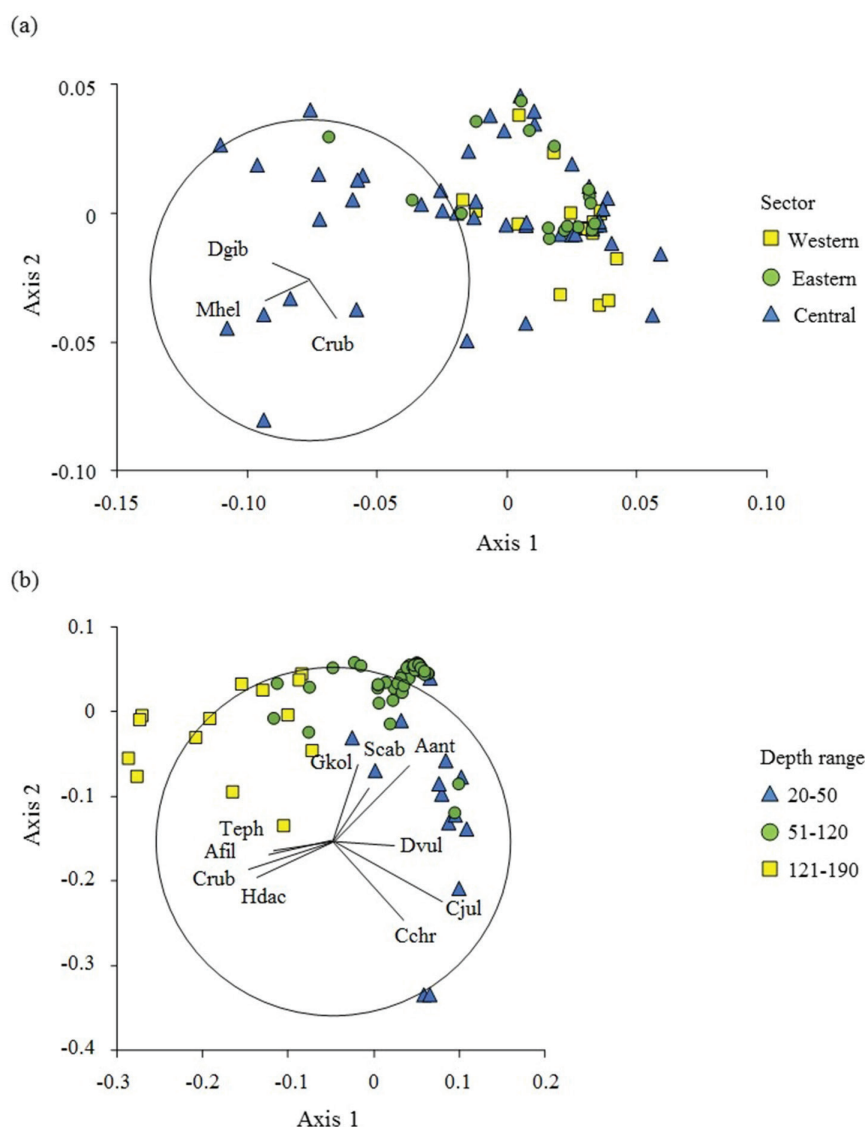 (a)
0.05
0
-0.05
-0.10
Axis 2
-0.15
-0.10
-0.05
0
0.05
0.10
Axis 1
Dgib
Mhel
Crub
Sector
Western
Eastern
Central
(b)
0.1
0
-0.1
-0.2
-0.3
-0.4
Axis 2
-0.3
-0.2
-0.1
0
0.1
0.2
Axis 1
Gkol
Scab
Aant
Teph
Afil
Crub
Hdac
Dvul
Cjul
Cchr
Depth range
20-50
51-120
121-190